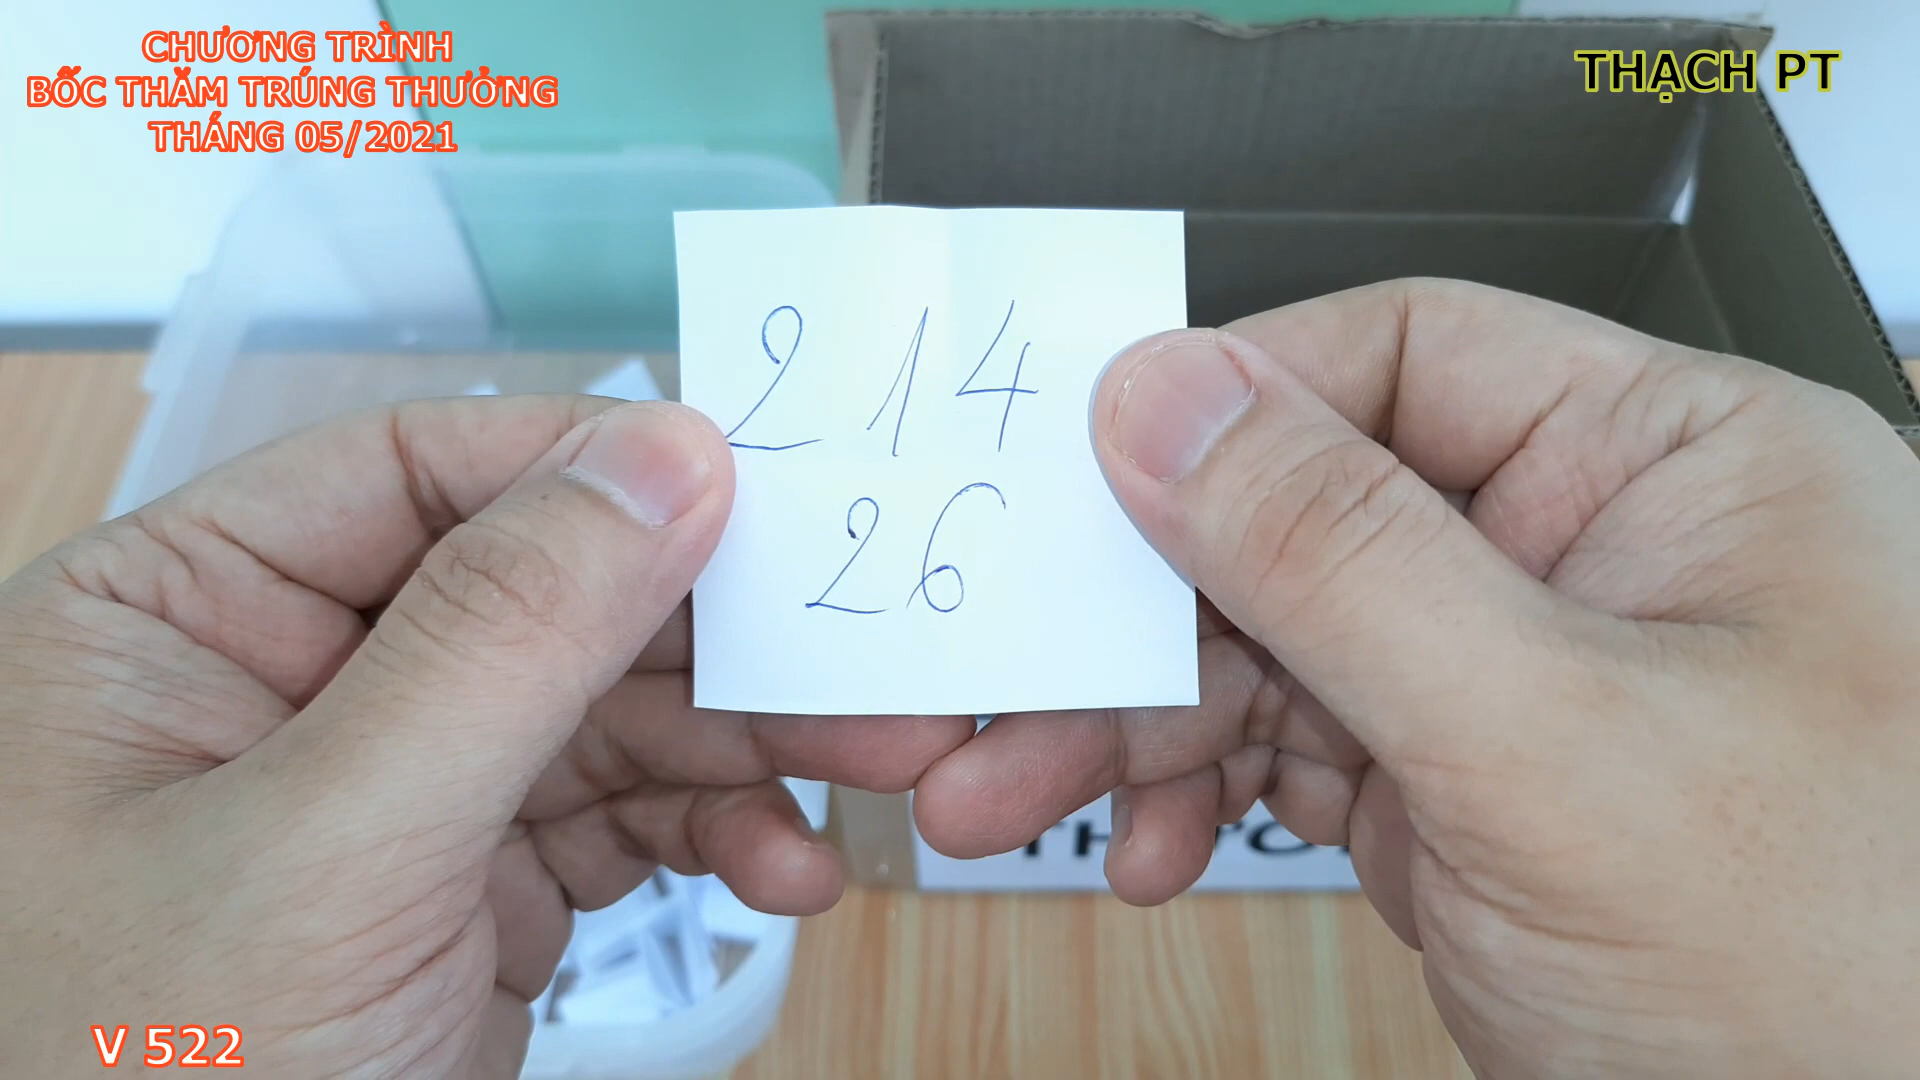 CHƯƠNG TRÌNH
BỐC THĂM TRÚNG THƯỞNG
THÁNG 05/2021
THẠCH PT
214
26
V 522